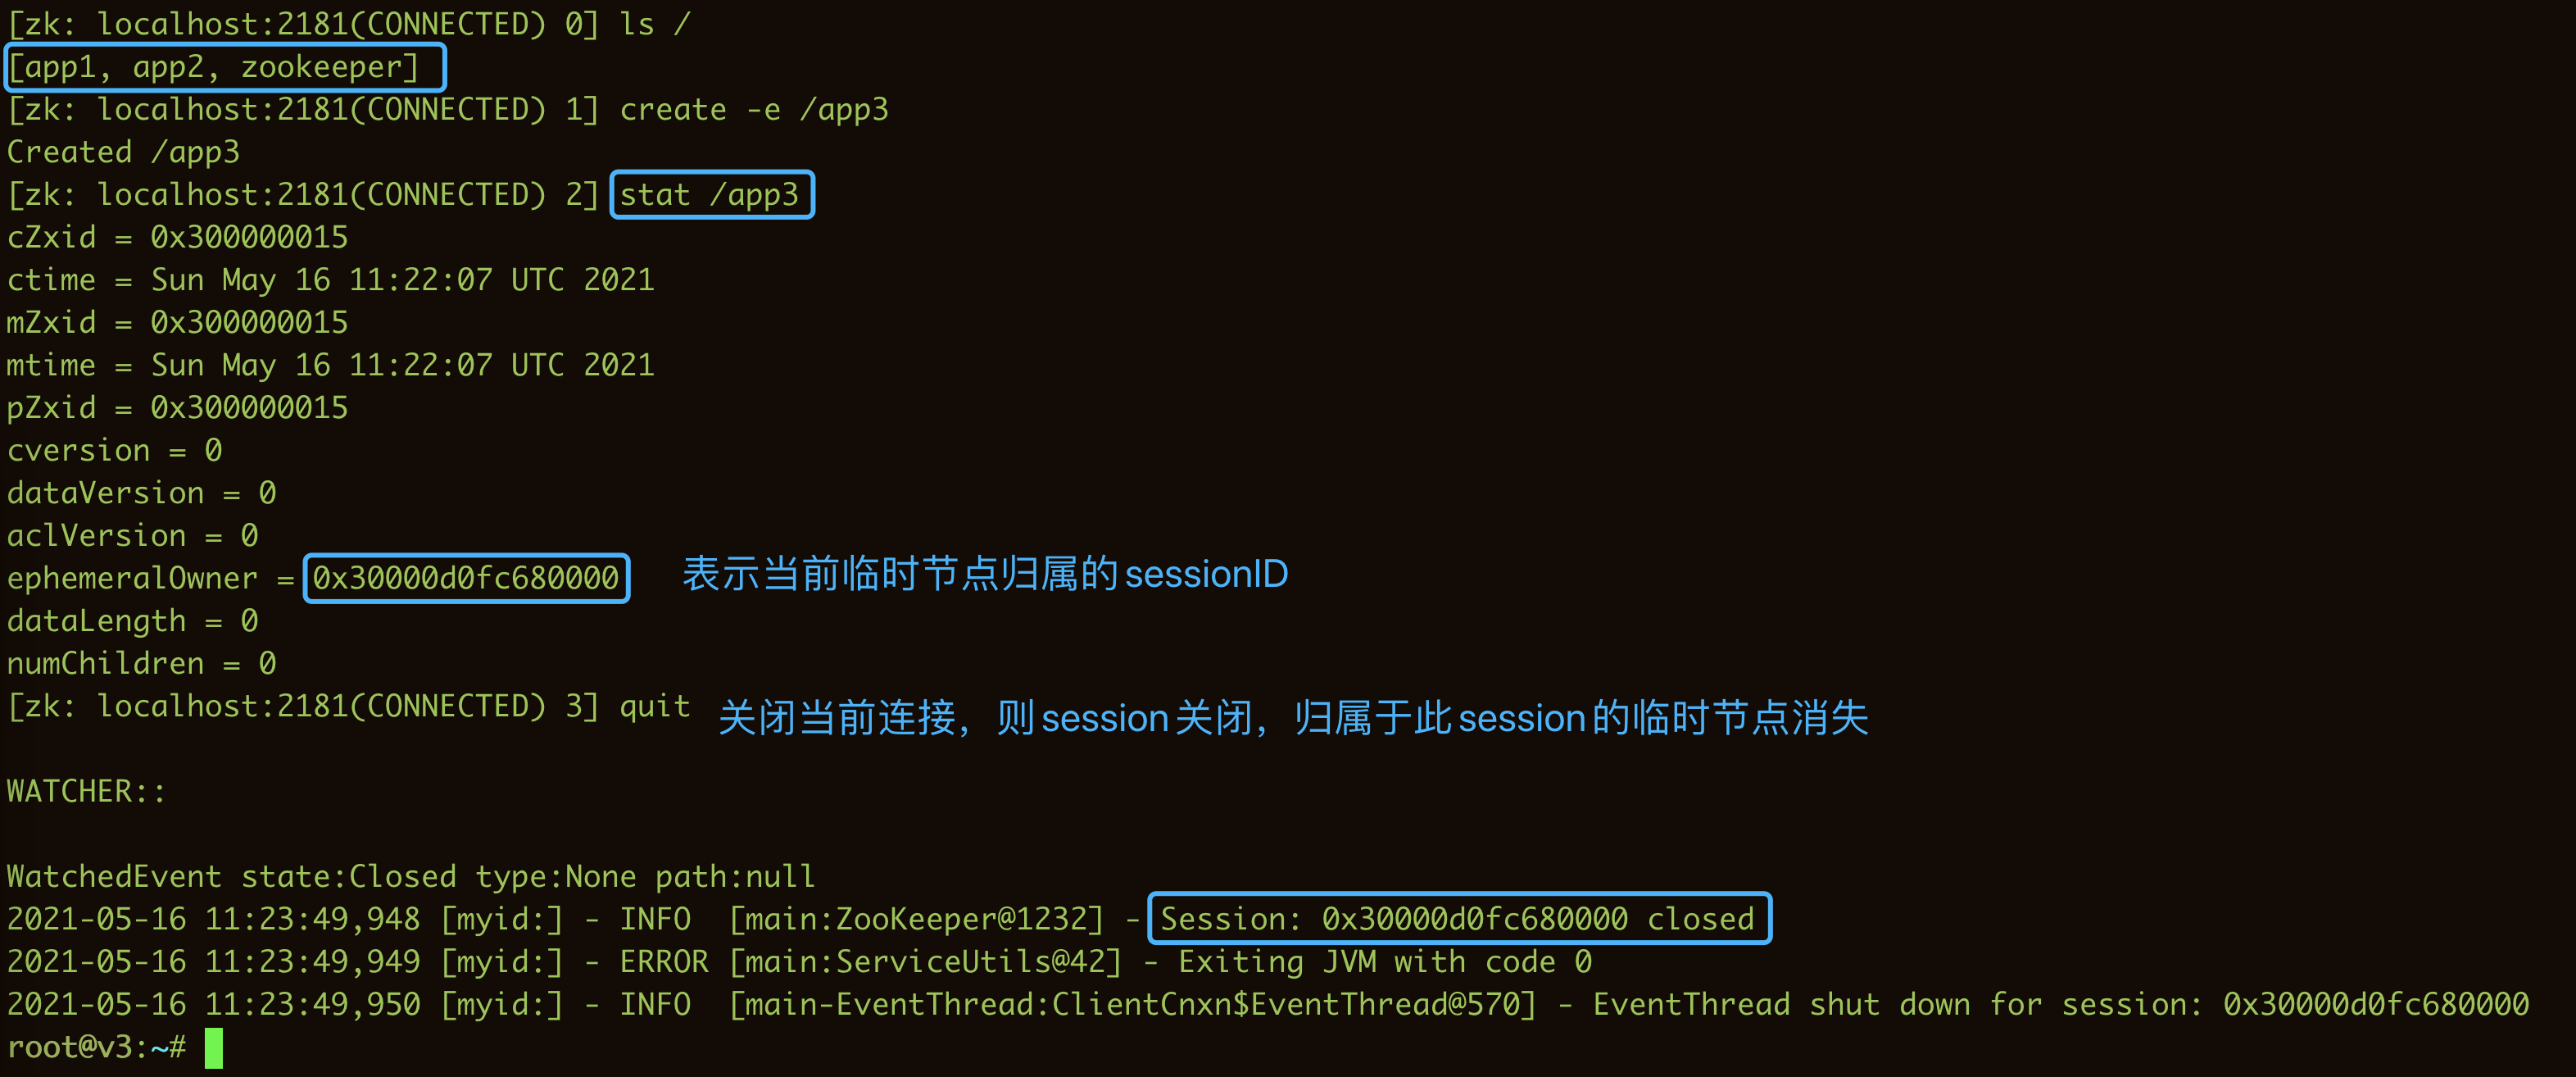 [zk: localhost:2181(CONNECTED) 0] ls /
[app1, app2, zookeeper]
[zk: localhost:2181(CONNECTED) 1] create -e /app3
Created /app3
[zk: localhost:2181(CONNECTED) 2] stat /app3
cZxid = 0x300000015
ctime = Sun May 16 11:22:07 UTC 2021
mZxid = 0x300000015
mtime = Sun May 16 11:22:07 UTC 2021
pZxid = 0x300000015
cversion = 0
dataVersion = 0
aclVersion = 0
ephemeralOwner = 0x30000d0fc680000 表示当前临时节点归属的sessionID
dataLength = 0
numChildren = 0
[zk: localhost:2181(CONNECTED) 3] quit 关闭当前连接，则session关闭，归属于此session的临时节点消失
WATCHER::
WatchedEvent state:Closed type:None path:null
2021-05-16 11:23:49,948 [myid:] - INFO  [main:ZooKeeper@1232] - Session: 0x30000d0fc680000 closed
2021-05-16 11:23:49,949 [myid:] - ERROR [main:ServiceUtils@42] - Exiting JVM with code 0
2021-05-16 11:23:49,950 [myid:] - INFO  [main-EventThread:ClientCnxn$EventThread@570] - EventThread shut down for session: 0x30000d0fc680000
root@v3:~#